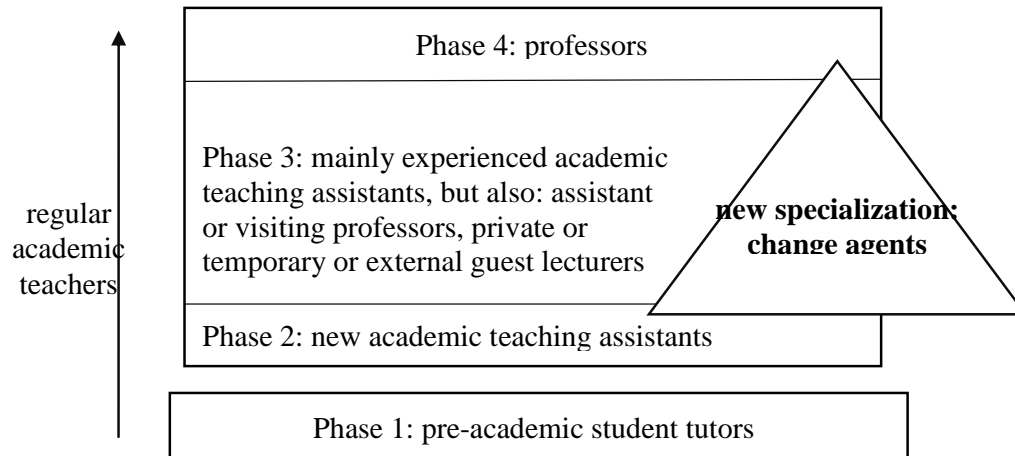 Phase 4: professors
Phase 3: mainly experienced academic
teaching assistants, but also: assistant
or visiting professors, private or
temporary or external guest lecturers
regular
academic
teachers
new specialization:
change agents
Phase 2: new academic teaching assistants
Phase 1: pre-academic student tutors